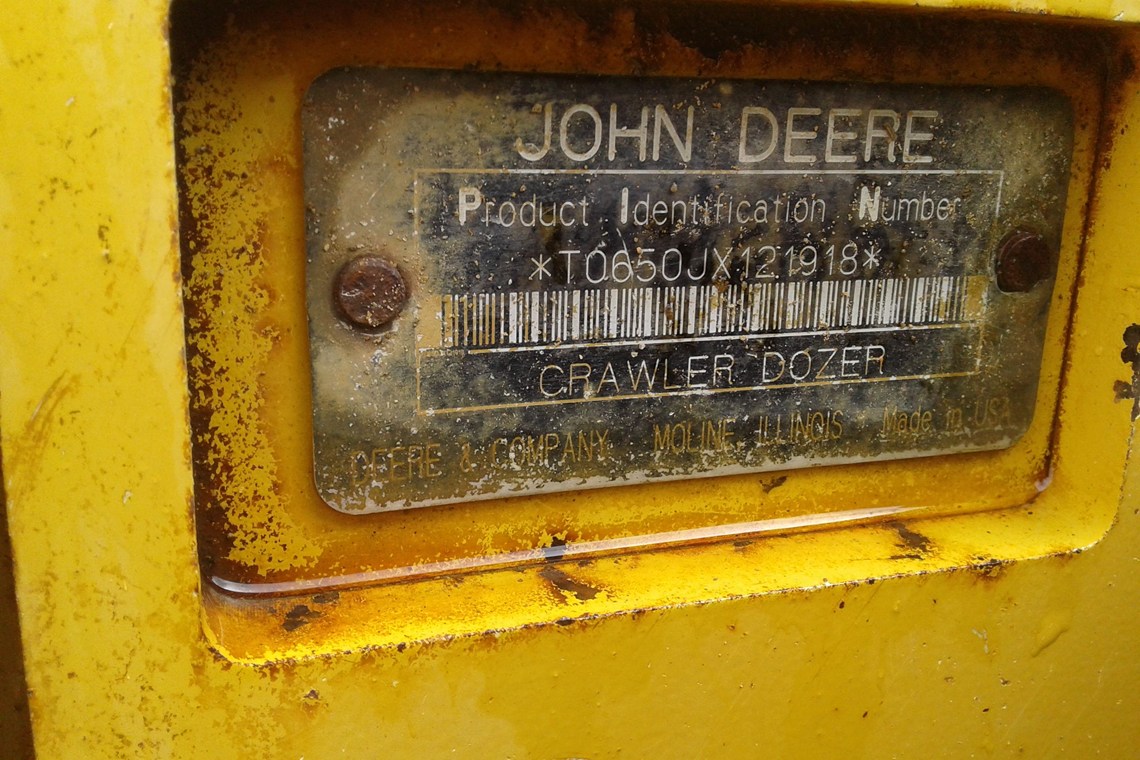 JOHN DEERE
Product Identification Number
*T0650JX121918*
CRAWLER DOZER
DEERE & COMPANY MOLINE, ILLINOIS Made in USA